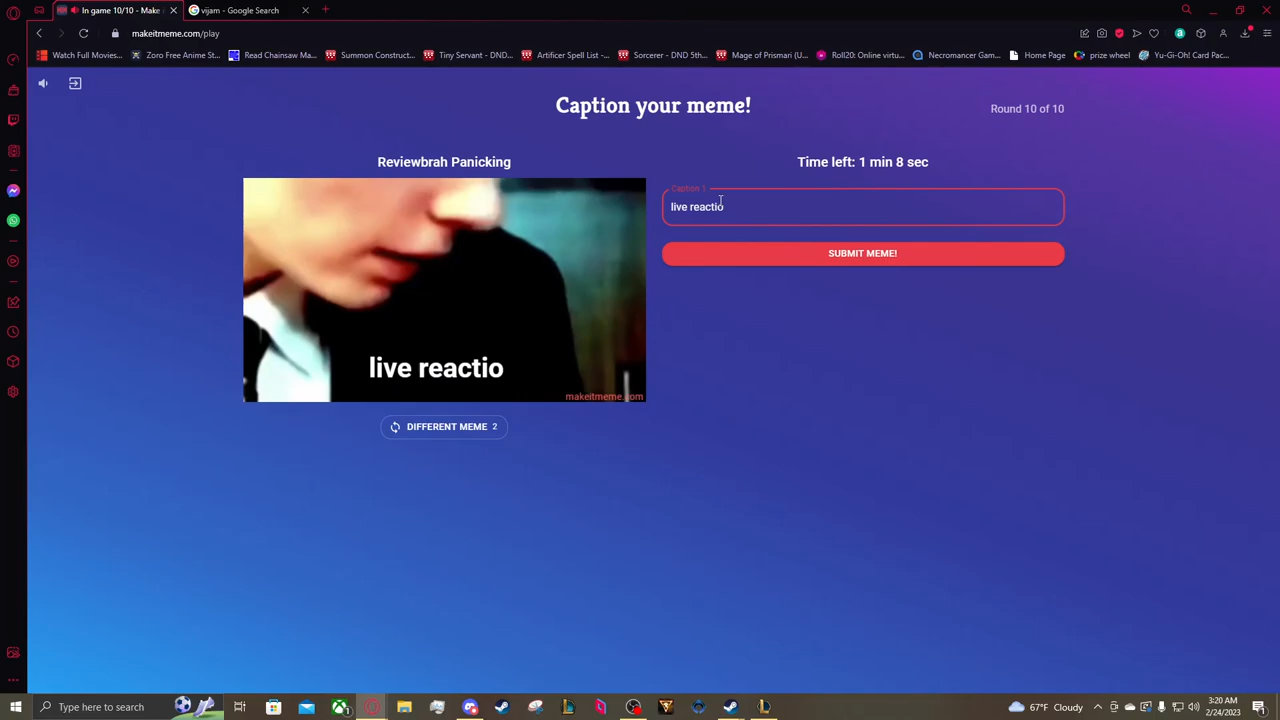 In game 10/10 - Make
vijam - Google Search
makeitmeme.com/play
Watch Full Movies...
Zoro Free Anime St...
Read Chainsaw Ma...
Summon Construct...
Tiny Servant - DND...
Artificer Spell List -...
Sorcerer - DND 5th...
Mage of Prismari (U...
Roll20: Online virtu...
Necromancer Gam...
Home Page
prize wheel
Yu-Gi-Oh! Card Pac...
Caption your meme!
Round 10 of 10
Reviewbrah Panicking
Time left: 1 min 8 sec
Caption 1
live reactio
SUBMIT MEME!
live reactio
makeitmeme.com
DIFFERENT MEME 2
Type here to search
67°F Cloudy
3:20 AM
2/24/2023